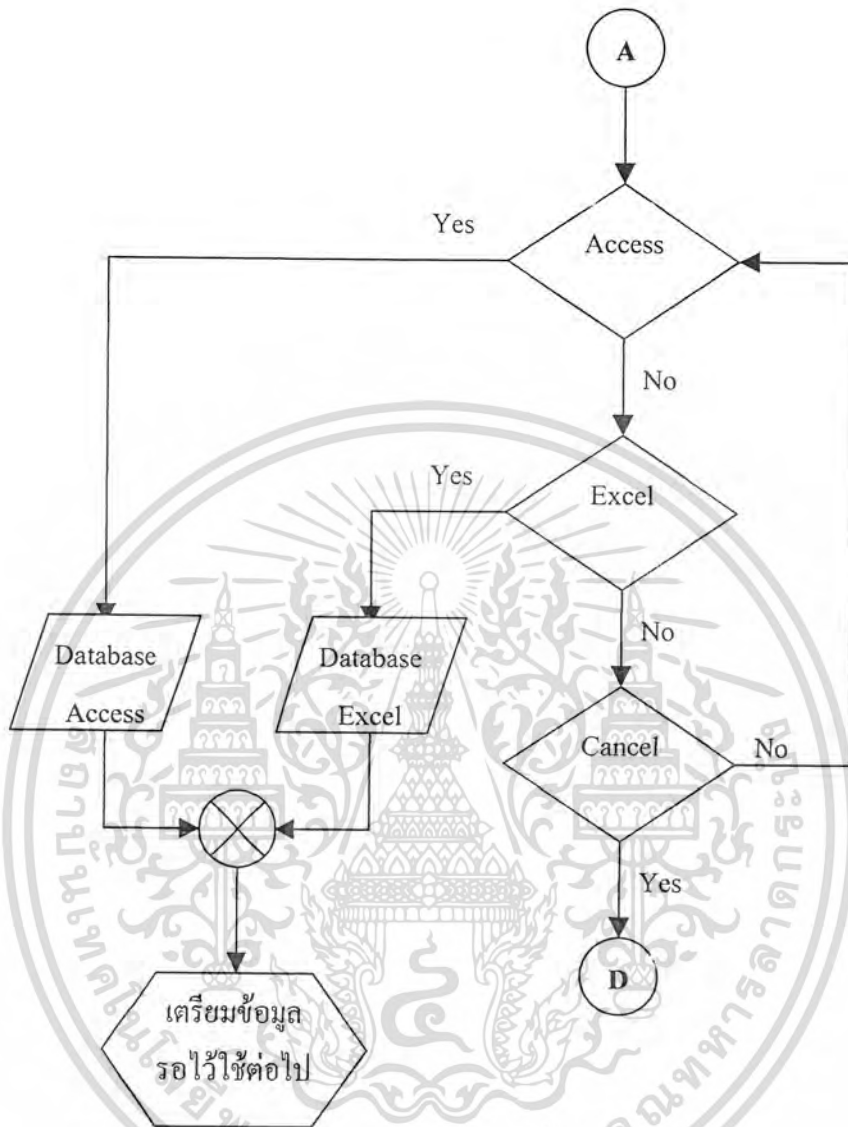 A
Access
Yes
No
Excel
Yes
No
Database
Access
Database
Excel
Cancel
No
Yes
D
เตรียมข้อมูล
รอไว้ใช้ต่อไป